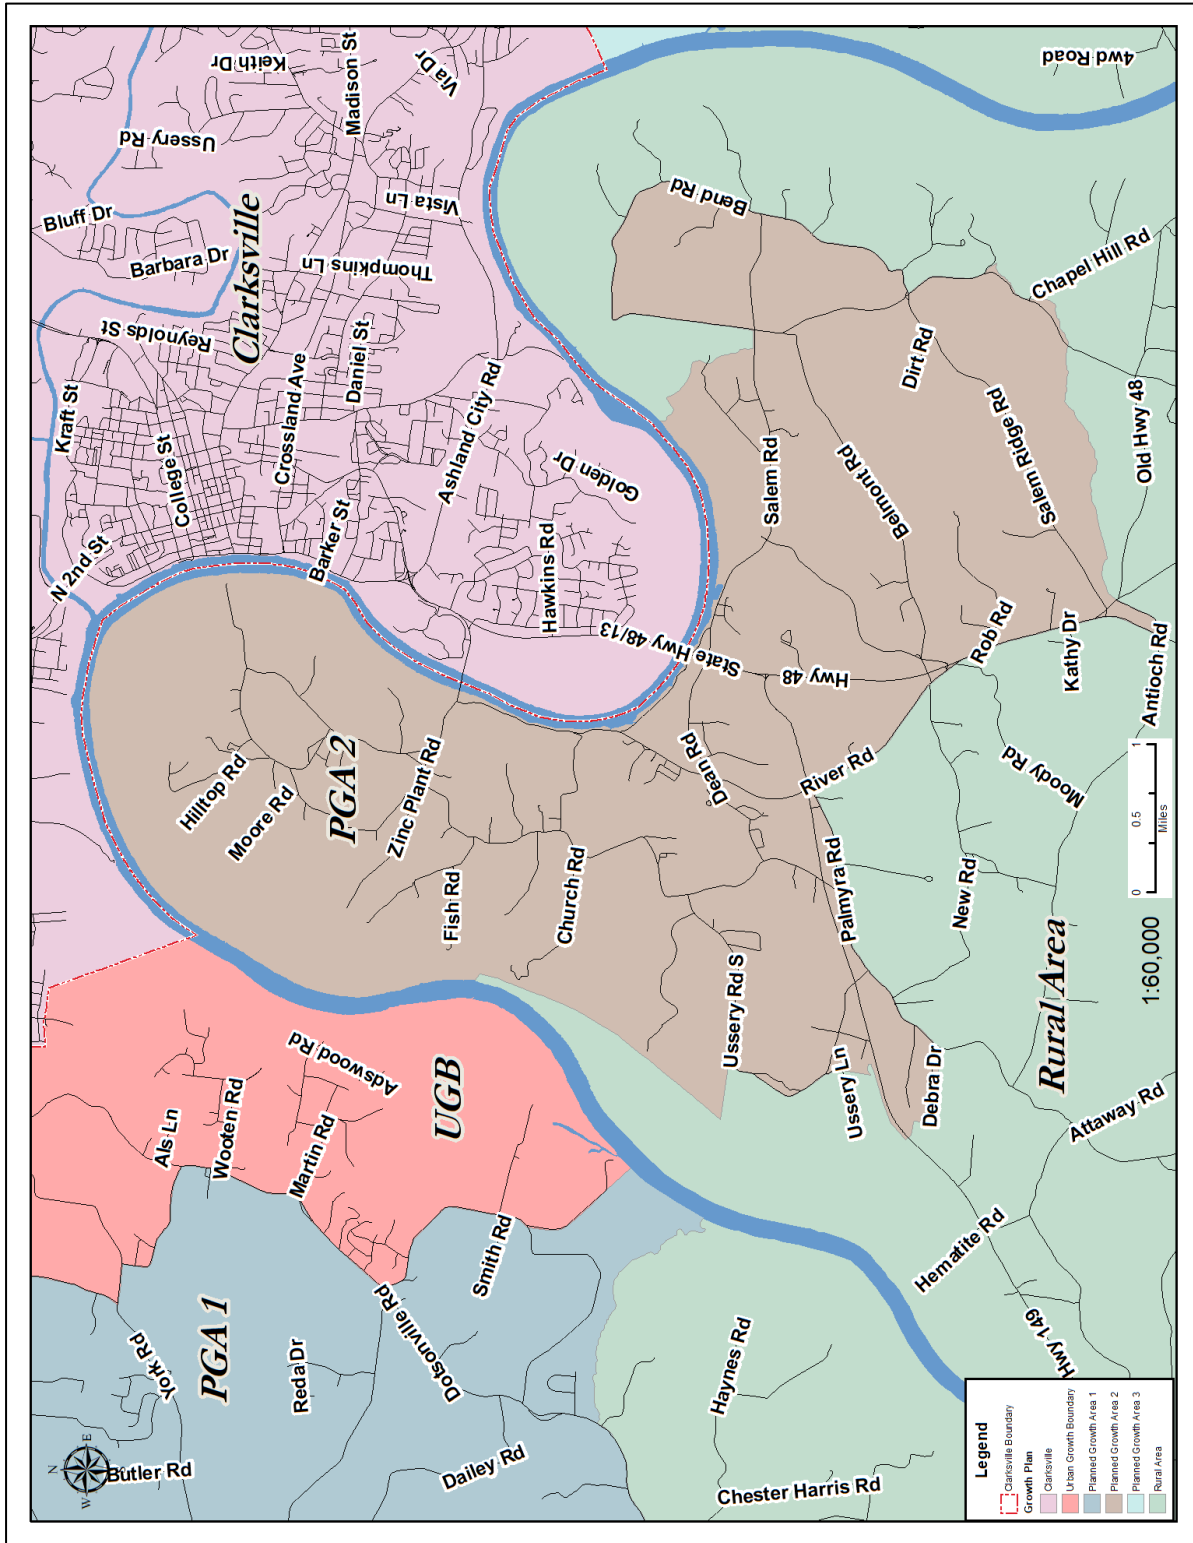 N
W
E
Butler Rd
York Rd
PGA 1
Reda Dr
Dotsonville Rd
Dailey Rd
Smith Rd
Haynes Rd
Chester Harris Rd
Als Ln
Wooten Rd
Martin Rd
Adswood Rd
UGB
Hilltop Rd
Moore Rd
PGA 2
Zinc Plant Rd
Fish Rd
Church Rd
Dean Rd
Ussery Rd S
Ussery Ln
Palmyra Rd
River Rd
Debra Dr
New Rd
Moody Rd
Rural Area
Attaway Rd
Hematite Rd
Hwy 149
N 2nd St
Kraft St
College St
Reynolds St
Bluff Dr
Barbara Dr
Ussery Rd
Keith Dr
Madison St
Via Dr
Clarksville
Vista Ln
Thompkins Ln
Crossland Ave
Daniel St
Barker St
Ashland City Rd
Golden Dr
Hawkins Rd
State Hwy 48/13
Hwy 48
Salem Rd
Belmont Rd
Bend Rd
Dirt Rd
Salem Ridge Rd
Rob Rd
Kathy Dr
Antioch Rd
Old Hwy 48
Chapel Hill Rd
4wd Road
0 0.5 1
Miles
1:60,000
Legend
Clarksville Boundary
Growth Plan
Clarksville
Urban Growth Boundary
Planned Growth Area 1
Planned Growth Area 2
Planned Growth Area 3
Rural Area